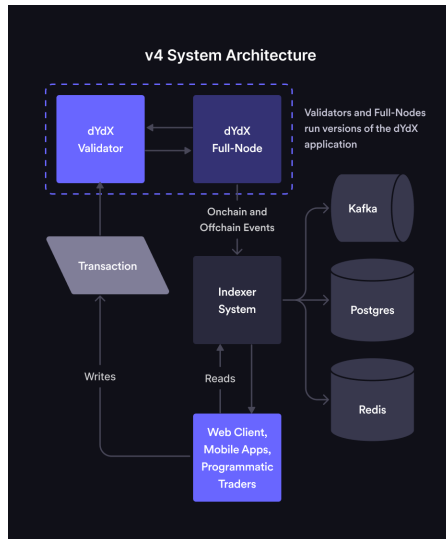 v4 System Architecture
dYdX
Validator
dYdX
Full-Node
Validators and Full-Nodes
run versions of the dYdX
application
Onchain and
Offchain Events
Kafka
Transaction
Indexer
System
Postgres
Writes
Reads
Redis
Web Client,
Mobile Apps,
Programmatic
Traders